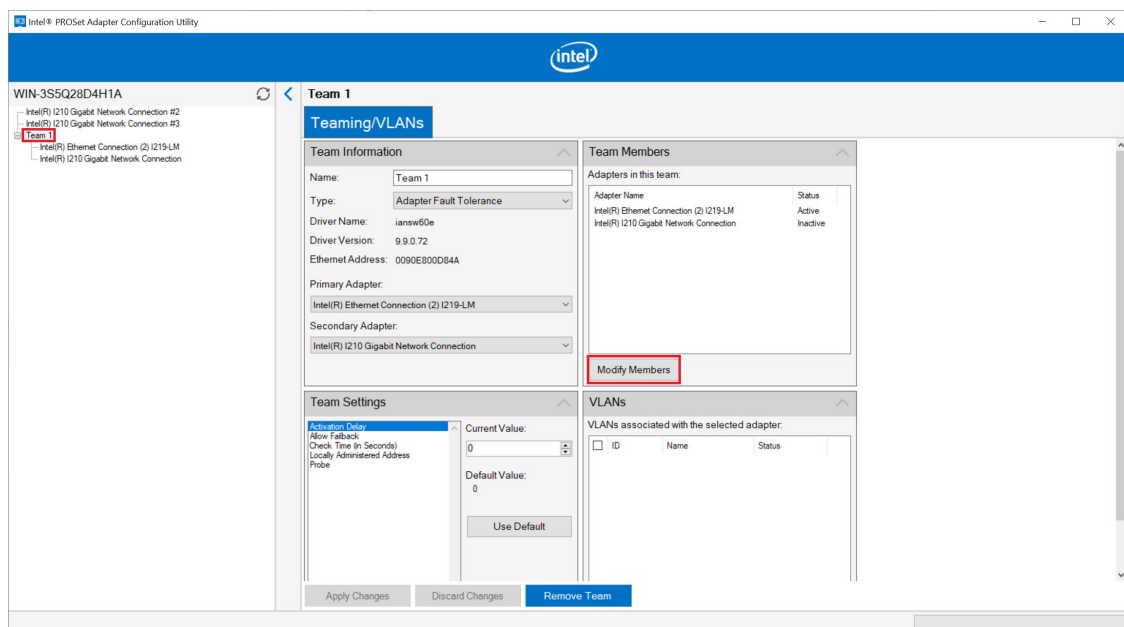 Intel® PROSet Adapter Configuration Utility
intel
WIN-3S5Q28D4H1A
Intel(R) I210 Gigabit Network Connection #2
Intel(R) I210 Gigabit Network Connection #3
Team 1
Intel(R) Ethernet Connection (2) I219-LM
Intel(R) I210 Gigabit Network Connection
Team 1
Teaming/VLANs
Team Information
Name: Team 1
Type: Adapter Fault Tolerance
Driver Name: iansw60e
Driver Version: 9.9.0.72
Ethernet Address: 0090E800D84A
Primary Adapter:
Intel(R) Ethernet Connection (2) I219-LM
Secondary Adapter:
Intel(R) I210 Gigabit Network Connection
Team Members
Adapters in this team:
Adapter Name Status
Intel(R) Ethernet Connection (2) I219-LM Active
Intel(R) I210 Gigabit Network Connection Inactive
Modify Members
Team Settings
Activation Delay
Allow Failback
Check Time (in Seconds)
Locally Administered Address
Probe
Current Value:
0
Default Value:
0
Use Default
VLANs
VLANs associated with the selected adapter:
ID Name Status
Apply Changes Discard Changes Remove Team